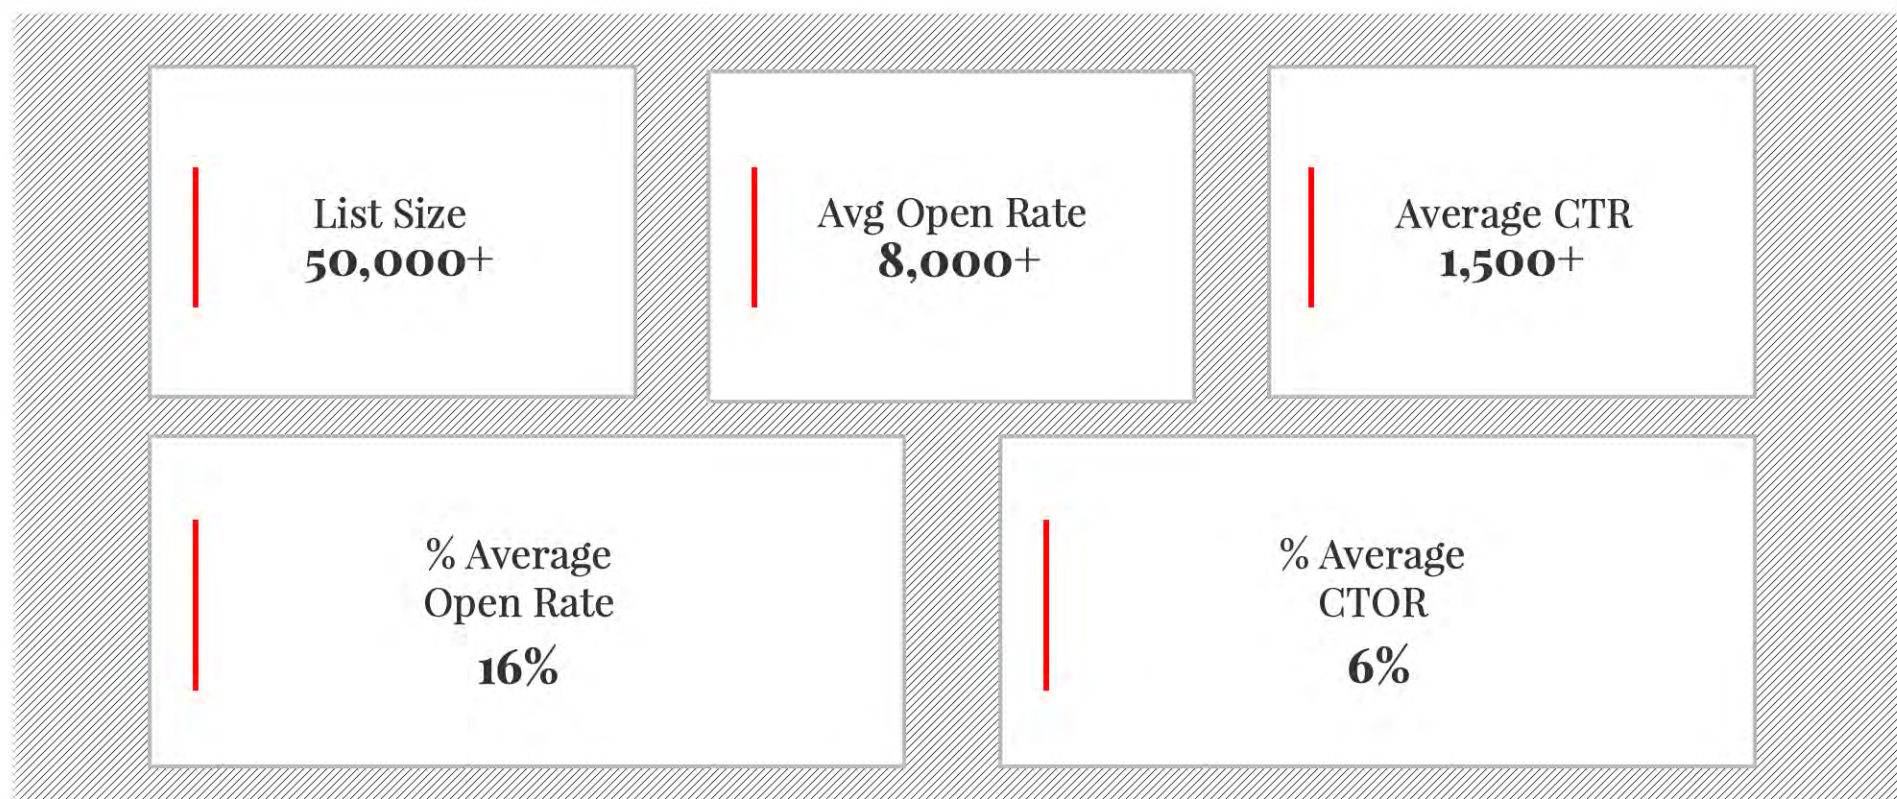 List Size
50,000+
Avg Open Rate
8,000+
Average CTR
1,500+
% Average
Open Rate
16%
% Average
CTOR
6%